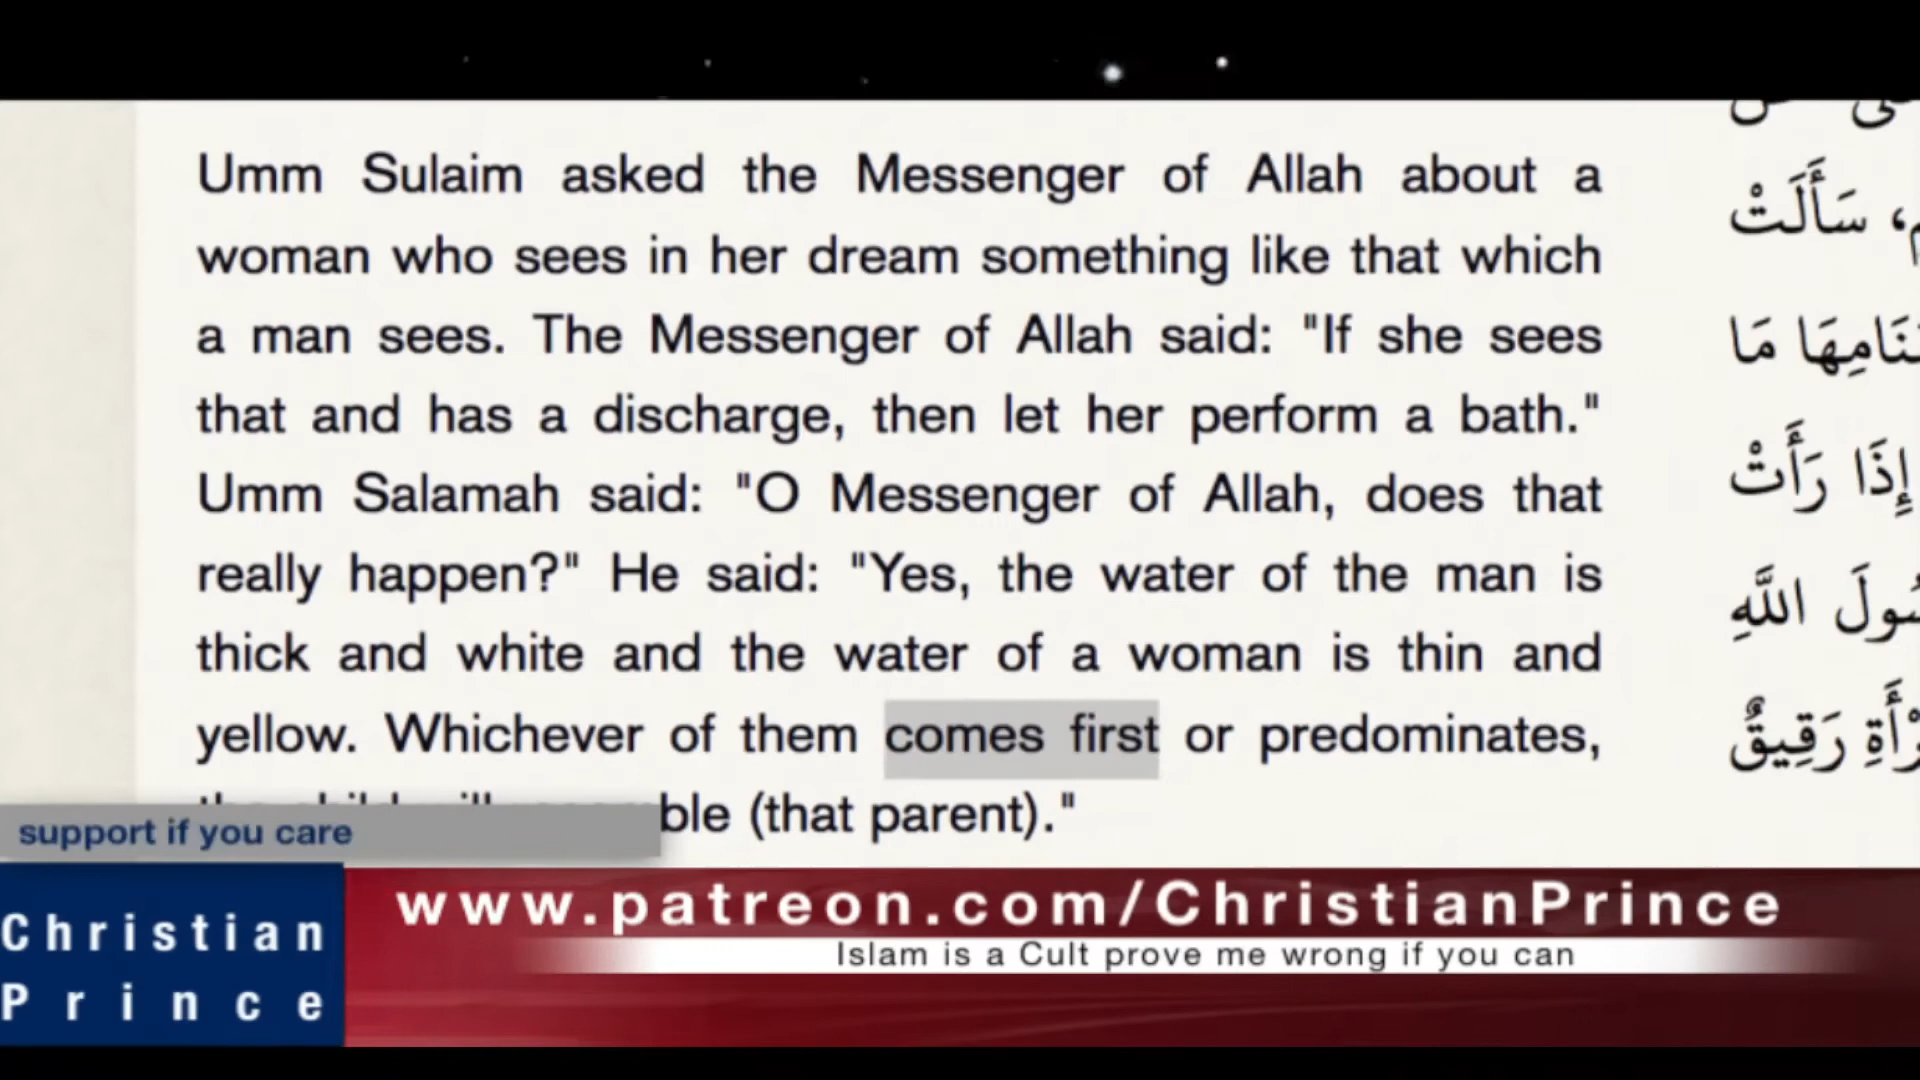 Umm Sulaim asked the Messenger of Allah about a
woman who sees in her dream something like that which
a man sees. The Messenger of Allah said: "If she sees
that and has a discharge, then let her perform a bath."
Umm Salamah said: "O Messenger of Allah, does that
really happen?" He said: "Yes, the water of the man is
thick and white and the water of a woman is thin and
yellow. Whichever of them comes first or predominates,
(that parent)."
سَأَلَتْ
مَا
إِذَا رَأَتْ
اللَّهِ
رَقِيقٌ
support if you care
Christian
Prince
www.patreon.com/ChristianPrince
Islam is a Cult prove me wrong if you can